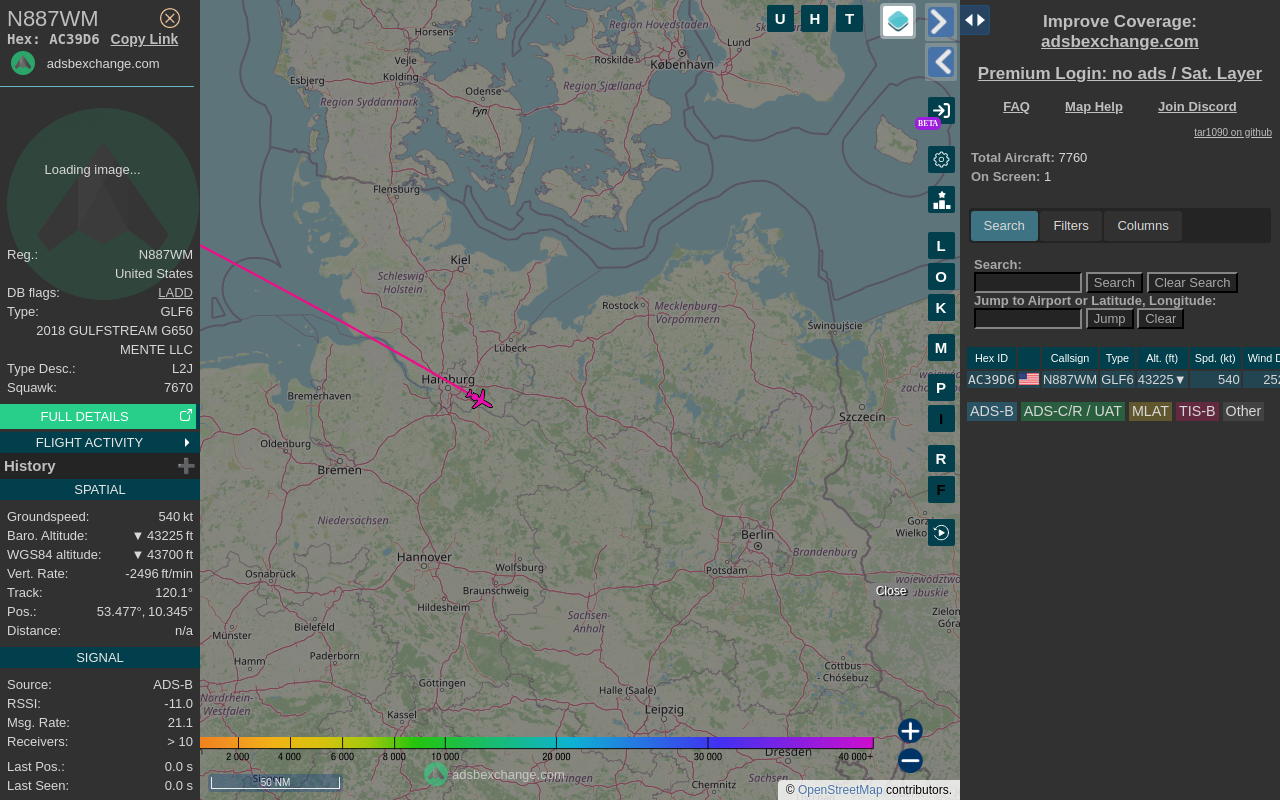 N887WM
Hex: AC39D6 Copy Link
adsbexchange.com
Loading image...
Reg.: N887WM
United States
DB flags: LADD
Type: GLF6
2018 GULFSTREAM G650
MENTE LLC
Type Desc.: L2J
Squawk: 7670
FULL DETAILS
FLIGHT ACTIVITY
History
SPATIAL
Groundspeed: 540 kt
Baro. Altitude: ▼ 43225 ft
WGS84 altitude: ▼ 43700 ft
Vert. Rate: -2496 ft/min
Track: 120.1°
Pos.: 53.477°, 10.345°
Distance: n/a
SIGNAL
Source: ADS-B
RSSI: -11.0
Msg. Rate: 21.1
Receivers: > 10
Last Pos.: 0.0 s
Last Seen: 0.0 s
Region Hovedstaden
Horsens
Lund
Vejle
Roskilde
København
Kolding
Esbjerg
Odense
Region Sjælland
Region Syddanmark
Fyn
Flensburg
Kiel
Schleswig-
Holstein
Rostock
Mecklenburg-
Vorpommern
Świnoujście
Lübeck
Hamburg
Bremerhaven
Szczecin
Oldenburg
Bremen
Niedersachsen
Berlin
Brandenburg
Hannover
Wolfsburg
Potsdam
Osnabrück
Braunschweig
Hildesheim
Sachsen-
Anhalt
Bielefeld
Münster
Paderborn
Hamm
Cottbus
- Chóśebuz
Göttingen
Halle (Saale)
Nordrhein-
Westfalen
Kassel
Leipzig
Dresden
Thüringen
Sachsen
Chemnitz
U H T
BETA
L
O
K
M
P
I
R
F
Close
2 000 4 000 6 000 8 000 10 000 20 000 30 000 40 000+
50 NM
adsbexchange.com
© OpenStreetMap contributors.
Improve Coverage:
adsbexchange.com
Premium Login: no ads / Sat. Layer
FAQ Map Help Join Discord
tar1090 on github
Total Aircraft: 7760
On Screen: 1
Search Filters Columns
Search:
Search Clear Search
Jump to Airport or Latitude, Longitude:
Jump Clear
Hex ID Callsign Type Alt. (ft) Spd. (kt) Wind D
AC39D6 N887WM GLF6 43225▼ 540 252
ADS-B ADS-C/R / UAT MLAT TIS-B Other